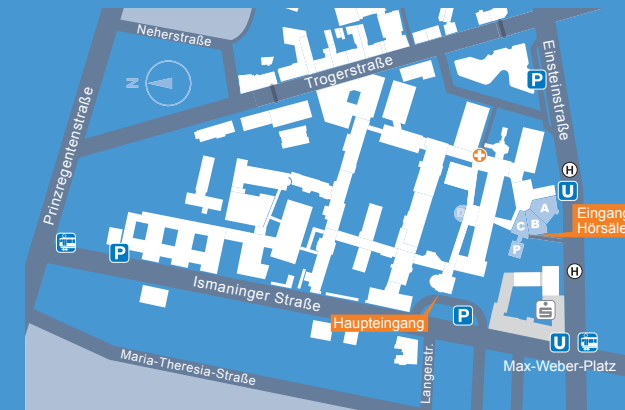 Neherstraße
Trogerstraße
Einsteinstraße
P
N
Prinzregentenstraße
H
U
A
Eingang
Hörsäle
D
C B
P
P
H
Ismaninger Straße
Haupteingang
P
S
U
Max-Weber-Platz
Maria-Theresia-Straße
Langerstr.